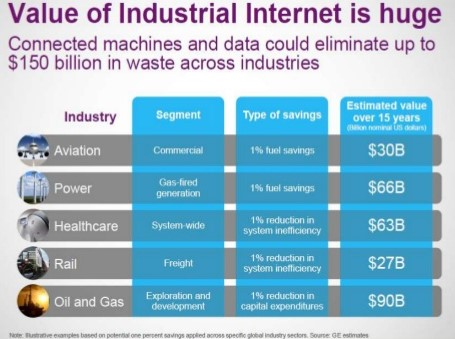 Value of Industrial Internet is huge
Connected machines and data could eliminate up to
$150 billion in waste across industries
Industry
Segment
Type of savings
Estimated value
over 15 years
(Billion nominal US dollars)
Aviation
Commercial
1% fuel savings
$30B
Power
Gas-fired
generation
1% fuel savings
$66B
Healthcare
System-wide
1% reduction in
system inefficiency
$63B
Rail
Freight
1% reduction in
system inefficiency
$27B
Oil and Gas
Exploration and
development
1% reduction in
capital expenditures
$90B
Note: Illustrative examples based on potential one percent savings applied across specific global industry sectors. Source: GE estimates